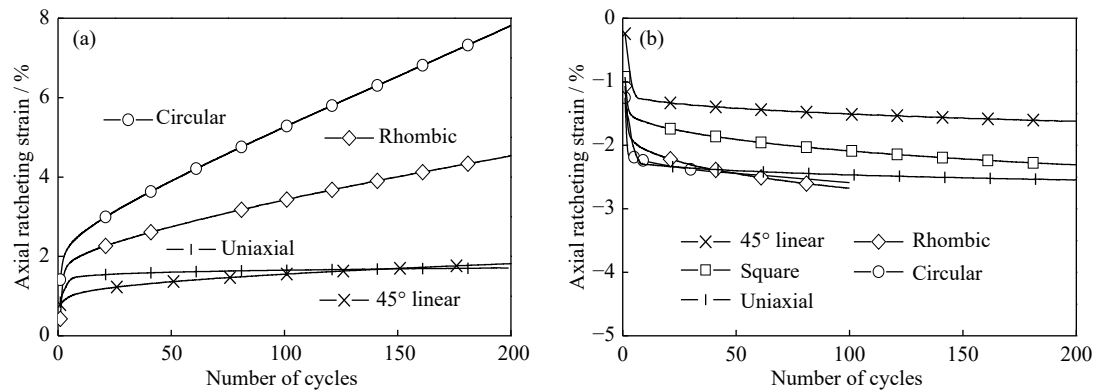 (a)
Axial ratcheting strain / %
8
6
4
2
0
Circular
Rhombic
Uniaxial
45° linear
0 50 100 150 200
Number of cycles
(b)
Axial ratcheting strain / %
0
−1
−2
−3
−4
−5
45° linear Rhombic
Square Circular
Uniaxial
0 50 100 150 200
Number of cycles